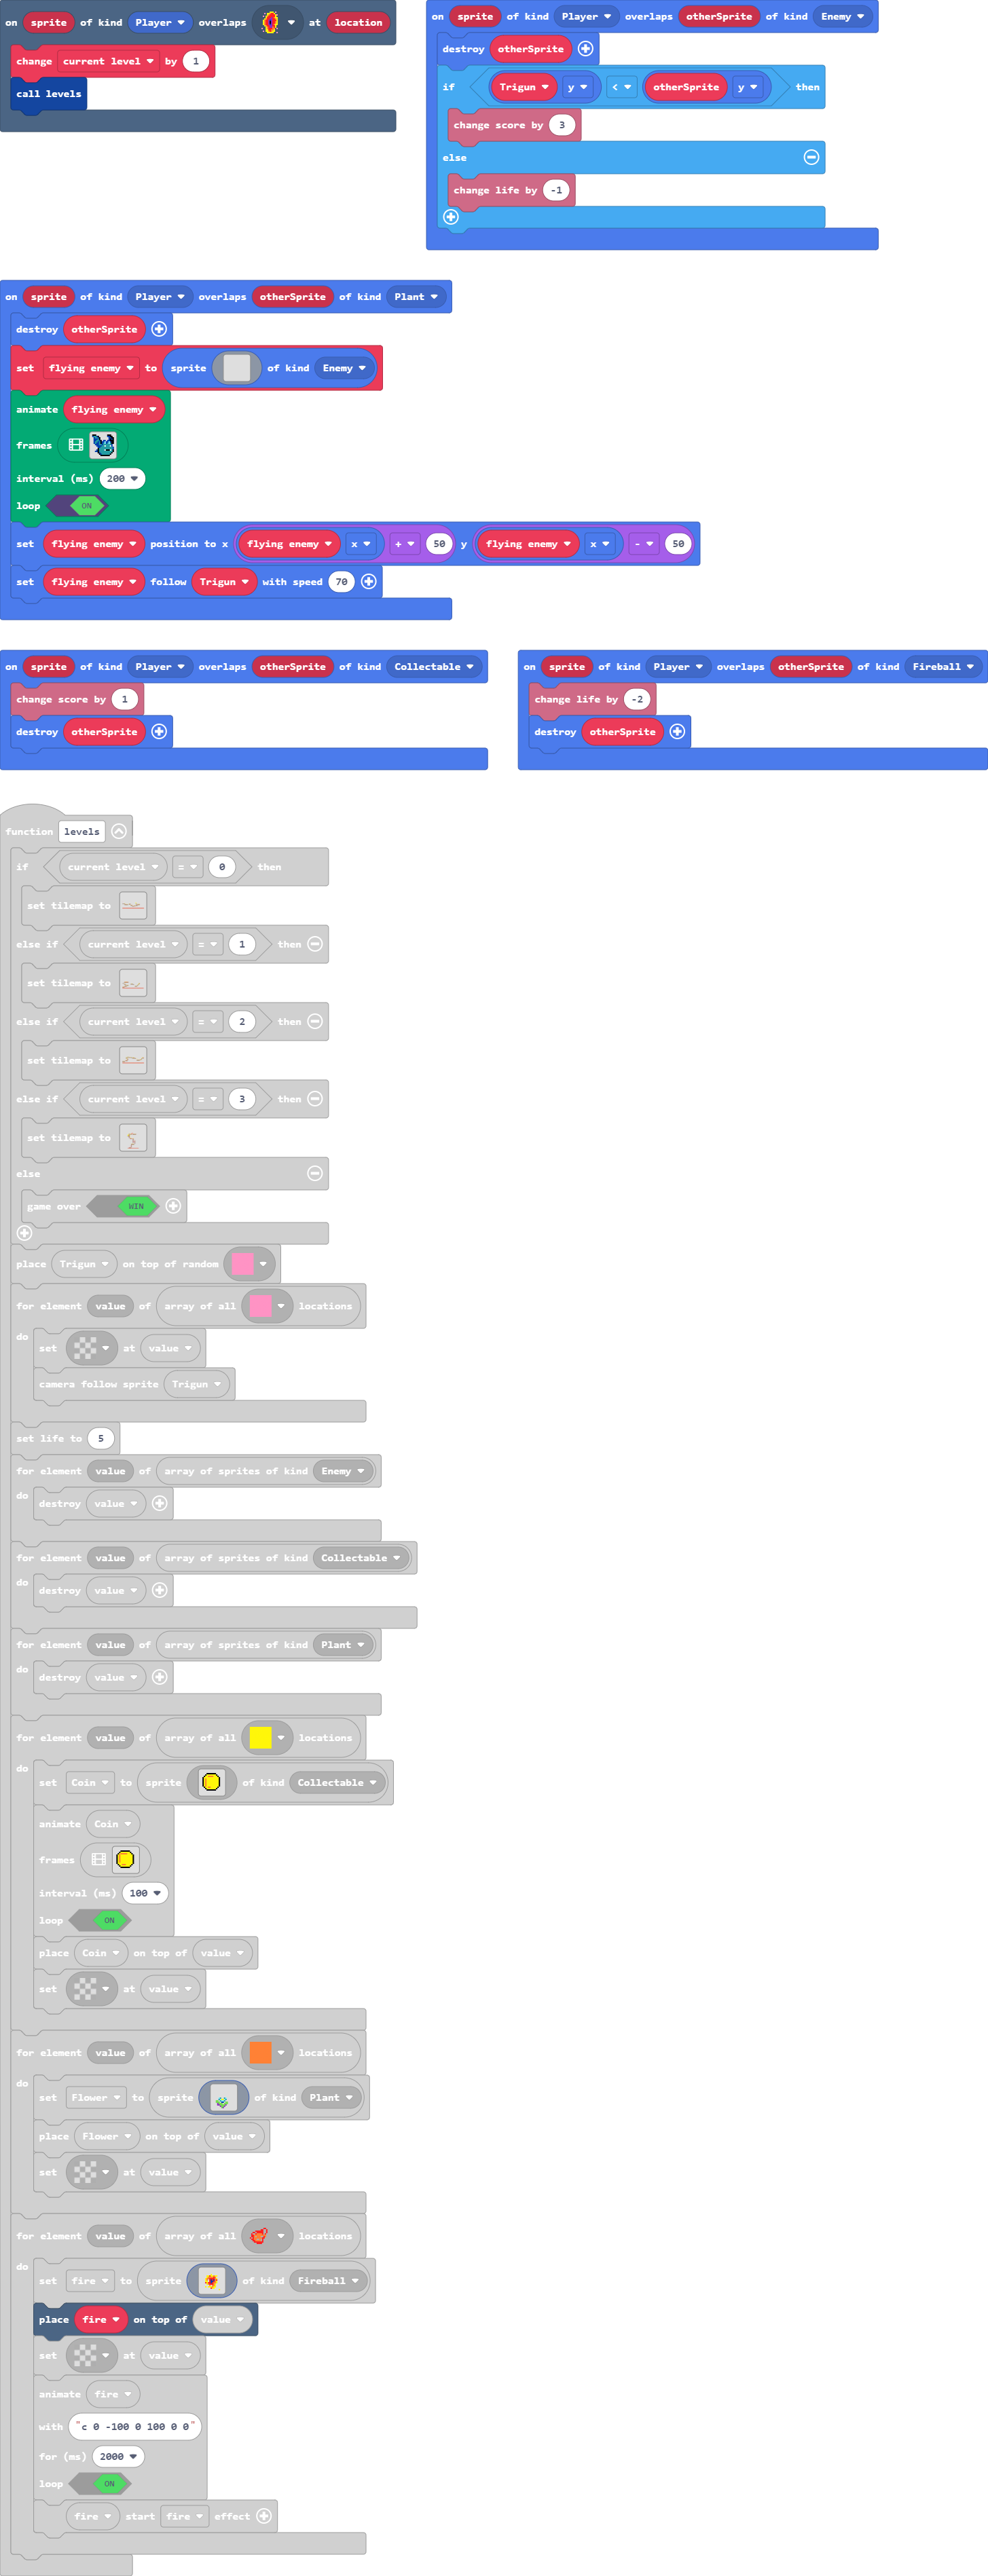 on sprite of kind Player overlaps at location
change current level by 1
call levels
on sprite of kind Player overlaps otherSprite of kind Enemy
destroy otherSprite
if Trigun y < otherSprite y then
change score by 3
else
change life by -1
on sprite of kind Player overlaps otherSprite of kind Plant
destroy otherSprite
set flying enemy to sprite of kind Enemy
animate flying enemy
frames
interval (ms) 200
loop ON
set flying enemy position to x flying enemy x + 50 y flying enemy x - 50
set flying enemy follow Trigun with speed 70
on sprite of kind Player overlaps otherSprite of kind Collectable
change score by 1
destroy otherSprite
on sprite of kind Player overlaps otherSprite of kind Fireball
change life by -2
destroy otherSprite
function levels
if current level = 0 then
set tilemap to
else if current level = 1 then
set tilemap to
else if current level = 2 then
set tilemap to
else if current level = 3 then
set tilemap to
else
game over WIN
place Trigun on top of random
for element value of array of all locations
do
set at value
camera follow sprite Trigun
set life to 5
for element value of array of sprites of kind Enemy
do
destroy value
for element value of array of sprites of kind Collectable
do
destroy value
for element value of array of sprites of kind Plant
do
destroy value
for element value of array of all locations
do
set Coin to sprite of kind Collectable
animate Coin
frames
interval (ms) 100
loop ON
place Coin on top of value
set at value
for element value of array of all locations
do
set Flower to sprite of kind Plant
place Flower on top of value
set at value
for element value of array of all locations
do
set fire to sprite of kind Fireball
place fire on top of value
set at value
animate fire
with "c 0 -100 0 100 0 0"
for (ms) 2000
loop ON
fire start fire effect